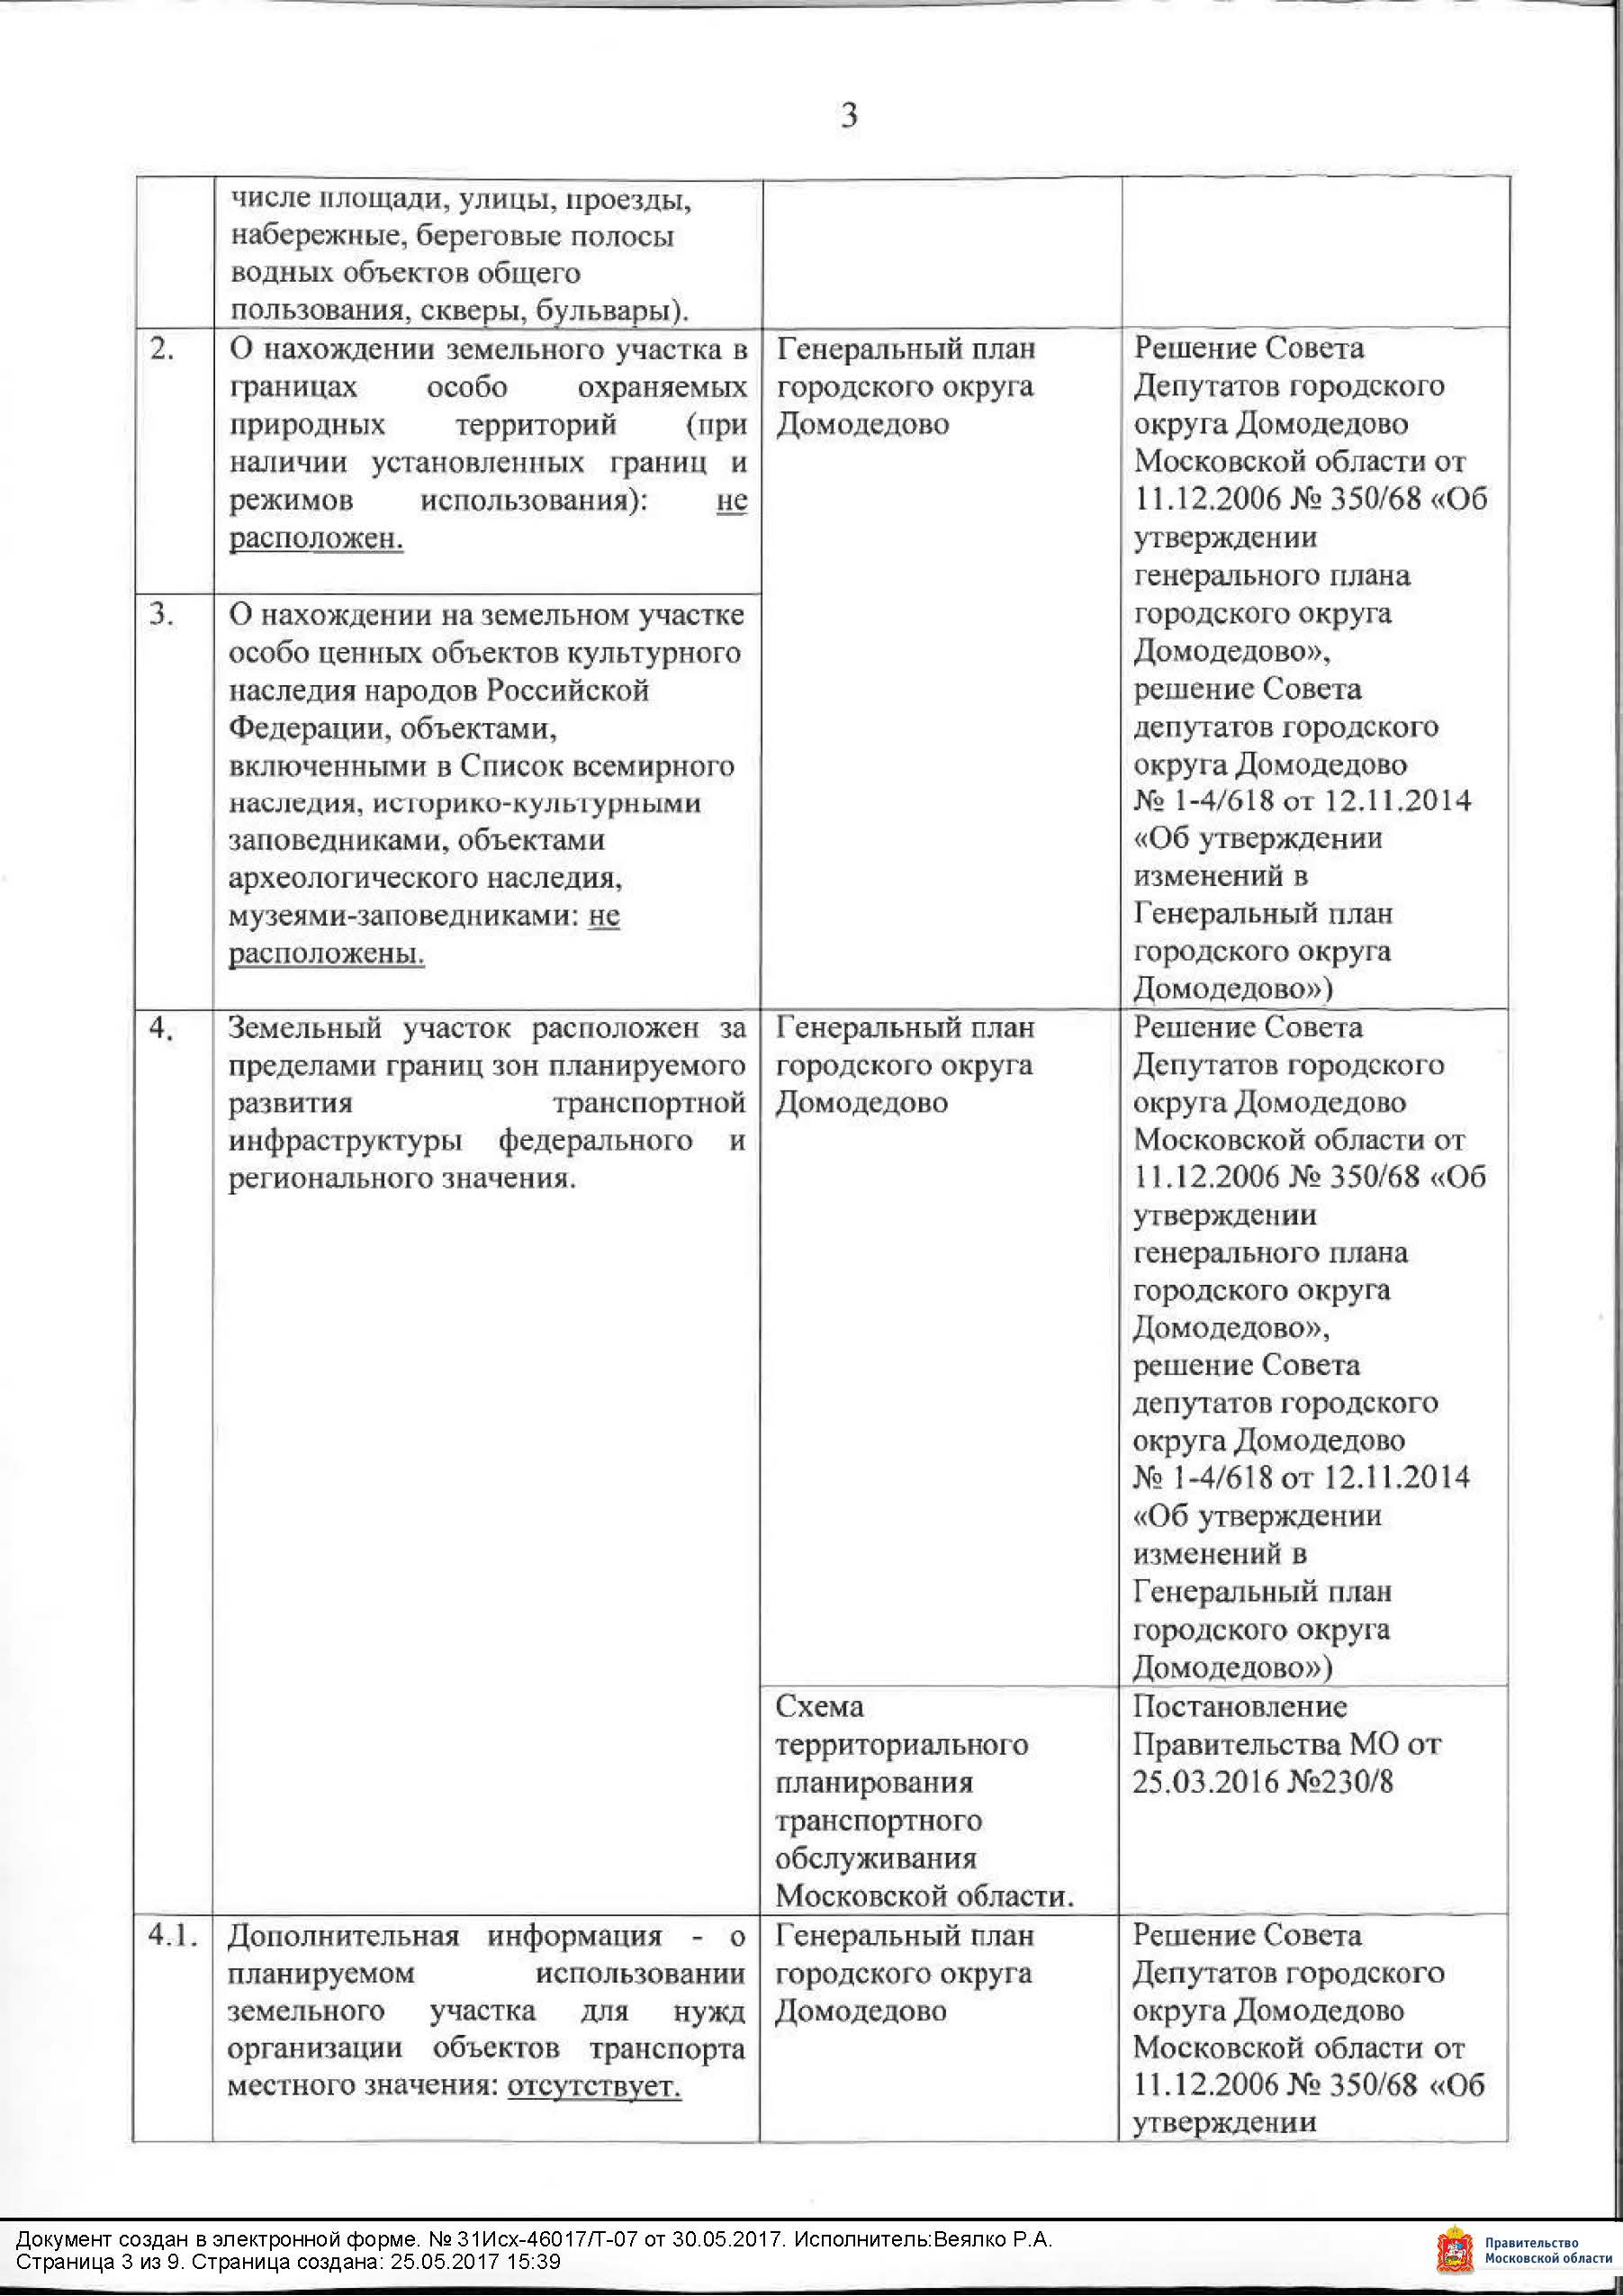 3
числе площади, улицы, проезды,
набережные, береговые полосы
водных объектов общего
пользования, скверы, бульвары).
2.
О нахождении земельного участка в
границах особо охраняемых
природных территорий (при
наличии установленных границ и
режимов использования): не
расположен.
Генеральный план
городского округа
Домодедово
Решение Совета
Депутатов городского
округа Домодедово
Московской области от
11.12.2006 № 350/68 «Об
утверждении
генерального плана
городского округа
Домодедово»,
решение Совета
депутатов городского
округа Домодедово
№ 1-4/618 от 12.11.2014
«Об утверждении
изменений в
Генеральный план
городского округа
Домодедово»)
3.
О нахождении на земельном участке
особо ценных объектов культурного
наследия народов Российской
Федерации, объектами,
включенными в Список всемирного
наследия, историко-культурными
заповедниками, объектами
археологического наследия,
музеями-заповедниками: не
расположены.
4.
Земельный участок расположен за
пределами границ зон планируемого
развития транспортной
инфраструктуры федерального и
регионального значения.
Генеральный план
городского округа
Домодедово
Решение Совета
Депутатов городского
округа Домодедово
Московской области от
11.12.2006 № 350/68 «Об
утверждении
генерального плана
городского округа
Домодедово»,
решение Совета
депутатов городского
округа Домодедово
№ 1-4/618 от 12.11.2014
«Об утверждении
изменений в
Генеральный план
городского округа
Домодедово»)
Схема
территориального
планирования
транспортного
обслуживания
Московской области.
Постановление
Правительства МО от
25.03.2016 №230/8
4.1.
Дополнительная информация - о
планируемом использовании
земельного участка для нужд
организации объектов транспорта
местного значения: отсутствует.
Генеральный план
городского округа
Домодедово
Решение Совета
Депутатов городского
округа Домодедово
Московской области от
11.12.2006 № 350/68 «Об
утверждении
Документ создан в электронной форме. № 31Исх-46017/Т-07 от 30.05.2017. Исполнитель:Веялко Р.А.
Страница 3 из 9. Страница создана: 25.05.2017 15:39
Правительство
Московской области